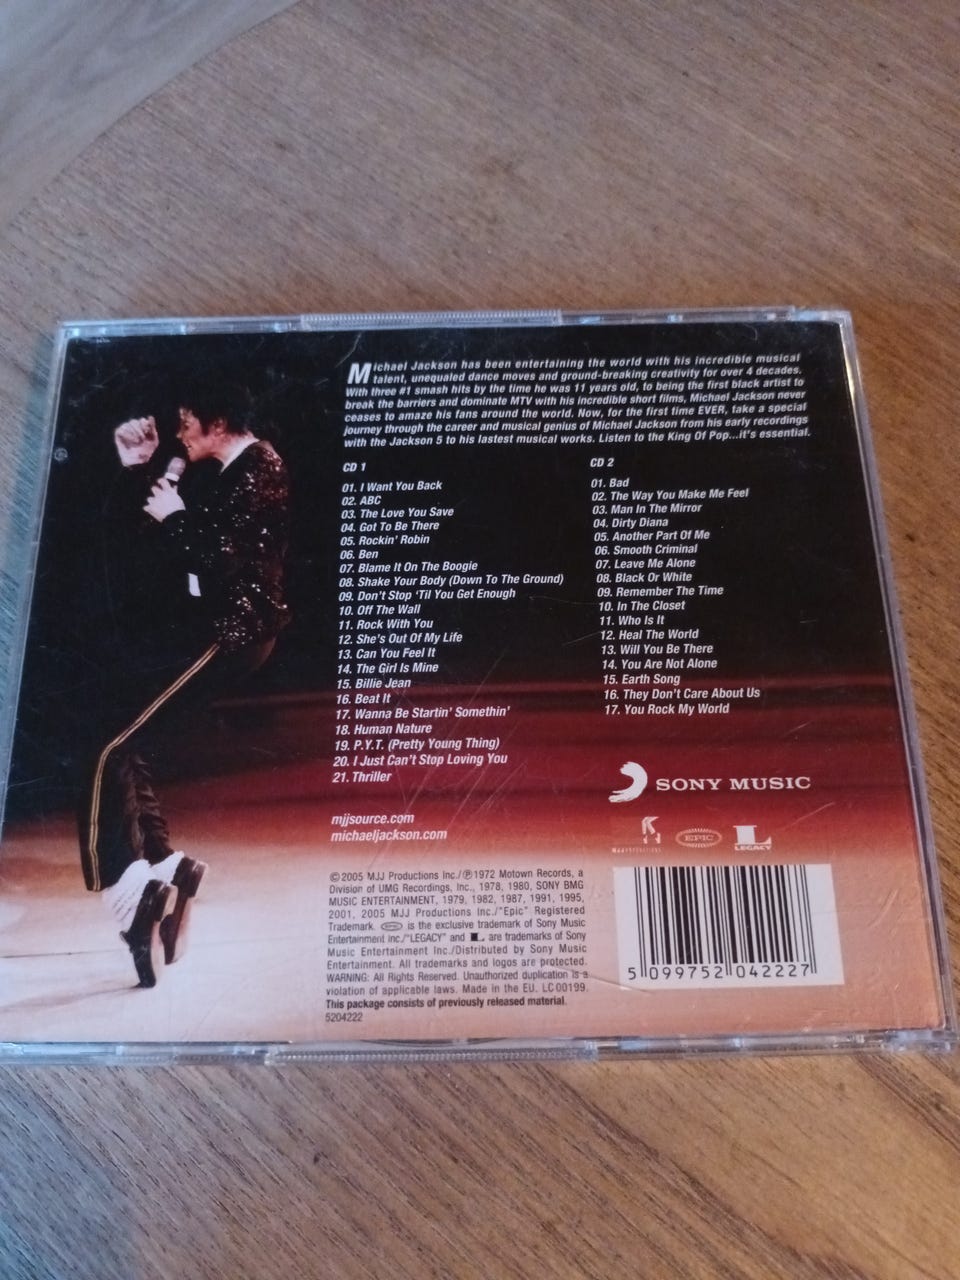 Michael Jackson has been entertaining the world with his incredible musical
talent, unequaled dance moves and ground-breaking creativity for over 4 decades.
With three #1 smash hits by the time he was 11 years old, to being the first black artist to
break the barriers and dominate MTV with his incredible short films, Michael Jackson never
ceases to amaze his fans around the world. Now, for the first time EVER, take a special
journey through the career and musical genius of Michael Jackson from his early recordings
with the Jackson 5 to his lastest musical works. Listen to the King Of Pop...it's essential.
CD 1
01. I Want You Back
02. ABC
03. The Love You Save
04. Got To Be There
05. Rockin' Robin
06. Ben
07. Blame It On The Boogie
08. Shake Your Body (Down To The Ground)
09. Don't Stop 'Til You Get Enough
10. Off The Wall
11. Rock With You
12. She's Out Of My Life
13. Can You Feel It
14. The Girl Is Mine
15. Billie Jean
16. Beat It
17. Wanna Be Startin' Somethin'
18. Human Nature
19. P.Y.T. (Pretty Young Thing)
20. I Just Can't Stop Loving You
21. Thriller
CD 2
01. Bad
02. The Way You Make Me Feel
03. Man In The Mirror
04. Dirty Diana
05. Another Part Of Me
06. Smooth Criminal
07. Leave Me Alone
08. Black Or White
09. Remember The Time
10. In The Closet
11. Who Is It
12. Heal The World
13. Will You Be There
14. You Are Not Alone
15. Earth Song
16. They Don't Care About Us
17. You Rock My World
SONY MUSIC
mjjsource.com
michaeljackson.com
MJJ PRODUCTIONS
EPIC
L
LEGACY
©2005 MJJ Productions Inc./℗1972 Motown Records, a
Division of UMG Recordings, Inc., 1978, 1980, SONY BMG
MUSIC ENTERTAINMENT, 1979, 1982, 1987, 1991, 1995,
2001, 2005 MJJ Productions Inc./"Epic" Registered
Trademark. EPIC is the exclusive trademark of Sony Music
Entertainment Inc./"LEGACY" and L are trademarks of Sony
Music Entertainment Inc./Distributed by Sony Music
Entertainment. All trademarks and logos are protected.
WARNING: All Rights Reserved. Unauthorized duplication is a
violation of applicable laws. Made in the EU. LC 00199.
This package consists of previously released material.
5204222
5 099752 042227